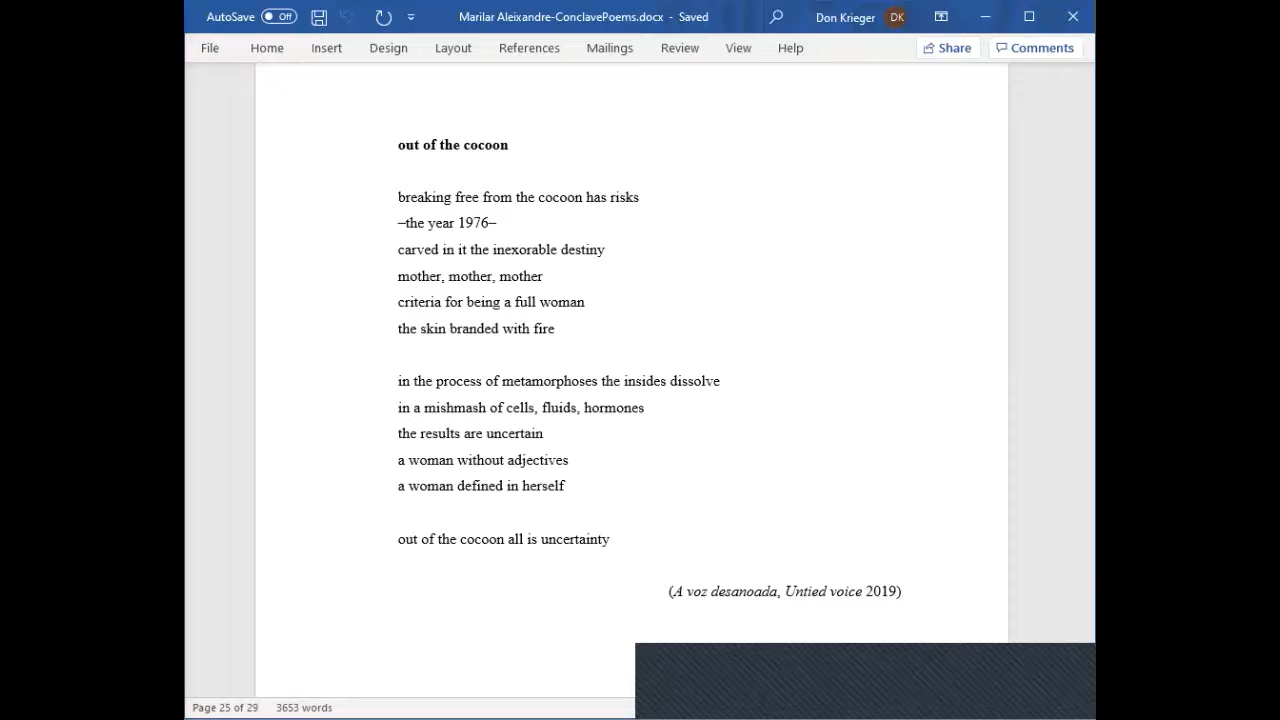 AutoSave Off Marilar Aleixandre-ConclavePoems.docx - Saved Don Krieger DK
File Home Insert Design Layout References Mailings Review View Help Share Comments
out of the cocoon
breaking free from the cocoon has risks
–the year 1976–
carved in it the inexorable destiny
mother, mother, mother
criteria for being a full woman
the skin branded with fire
in the process of metamorphoses the insides dissolve
in a mishmash of cells, fluids, hormones
the results are uncertain
a woman without adjectives
a woman defined in herself
out of the cocoon all is uncertainty
(A voz desanoada, Untied voice 2019)
Page 25 of 29 3653 words